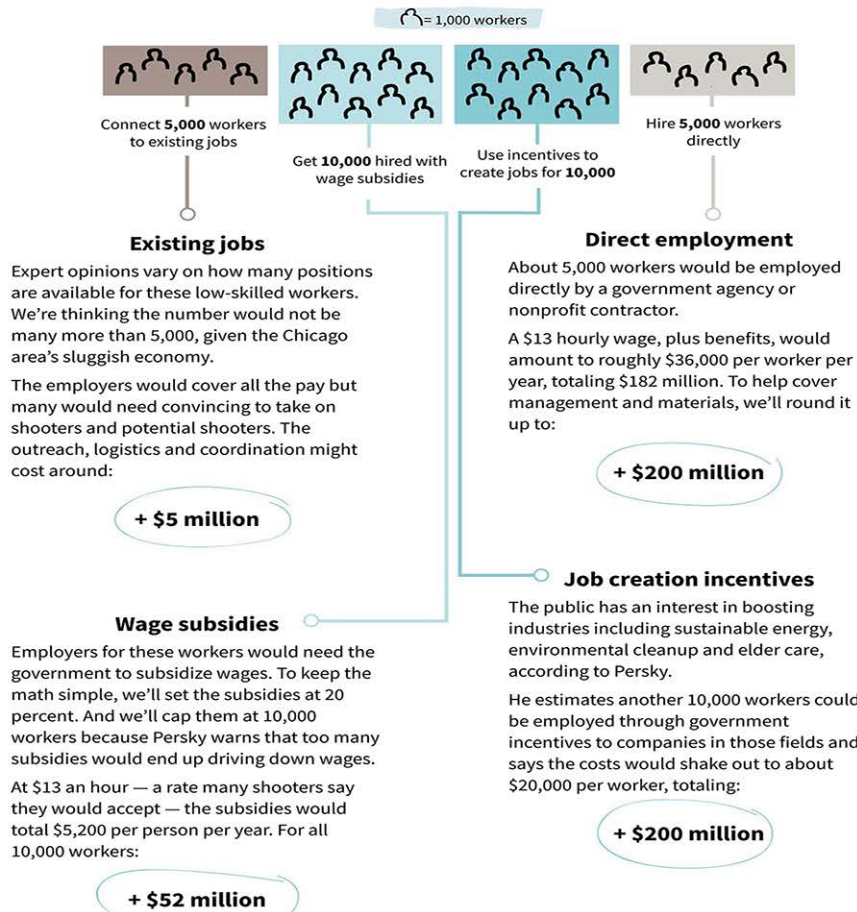 = 1,000 workers
Connect 5,000 workers
to existing jobs
Get 10,000 hired with
wage subsidies
Use incentives to
create jobs for 10,000
Hire 5,000 workers
directly
Existing jobs
Expert opinions vary on how many positions
are available for these low-skilled workers.
We’re thinking the number would not be
many more than 5,000, given the Chicago
area’s sluggish economy.
The employers would cover all the pay but
many would need convincing to take on
shooters and potential shooters. The
outreach, logistics and coordination might
cost around:
+ $5 million
Direct employment
About 5,000 workers would be employed
directly by a government agency or
nonprofit contractor.
A $13 hourly wage, plus benefits, would
amount to roughly $36,000 per worker per
year, totaling $182 million. To help cover
management and materials, we’ll round it
up to:
+ $200 million
Wage subsidies
Employers for these workers would need the
government to subsidize wages. To keep the
math simple, we’ll set the subsidies at 20
percent. And we’ll cap them at 10,000
workers because Persky warns that too many
subsidies would end up driving down wages.
At $13 an hour — a rate many shooters say
they would accept — the subsidies would
total $5,200 per person per year. For all
10,000 workers:
+ $52 million
Job creation incentives
The public has an interest in boosting
industries including sustainable energy,
environmental cleanup and elder care,
according to Persky.
He estimates another 10,000 workers could
be employed through government
incentives to companies in those fields and
says the costs would shake out to about
$20,000 per worker, totaling:
+ $200 million